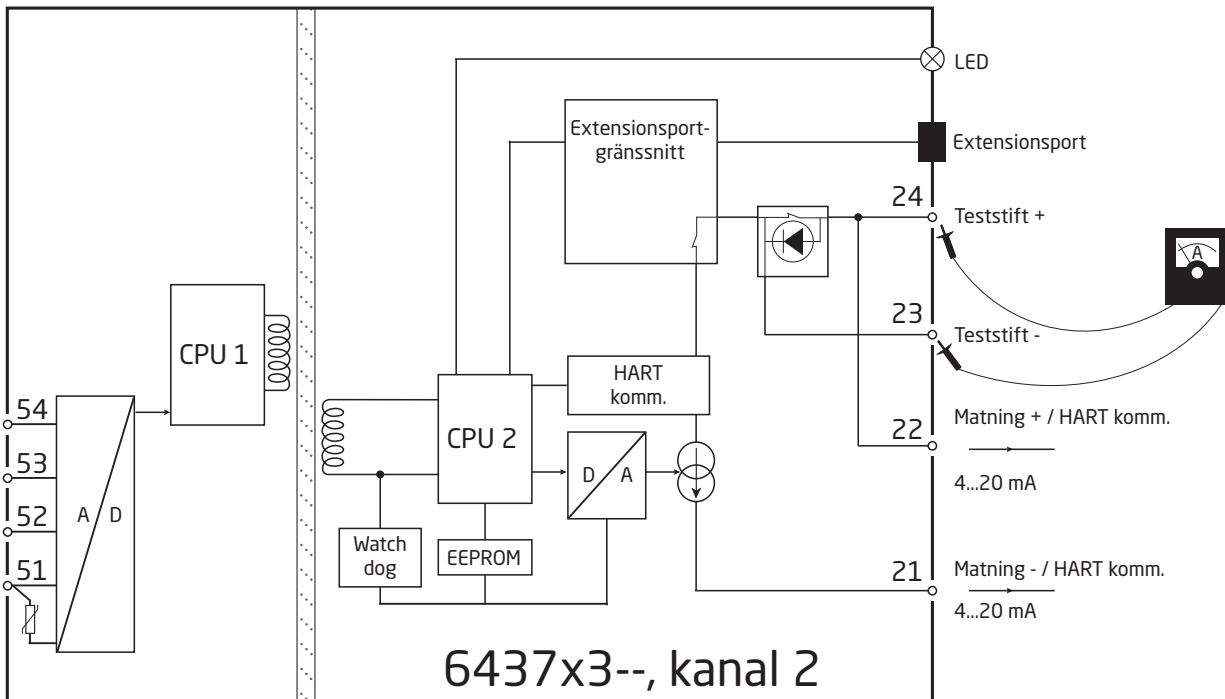 LED
Extensionsport-
gränssnitt
Extensionsport
24
Teststift +
A
23
Teststift -
CPU 1
HART
komm.
54
CPU 2
Matning + / HART komm.
22
4...20 mA
53
D
A
A
D
52
Watch
dog
EEPROM
51
21
Matning - / HART komm.
4...20 mA
6437x3--, kanal 2